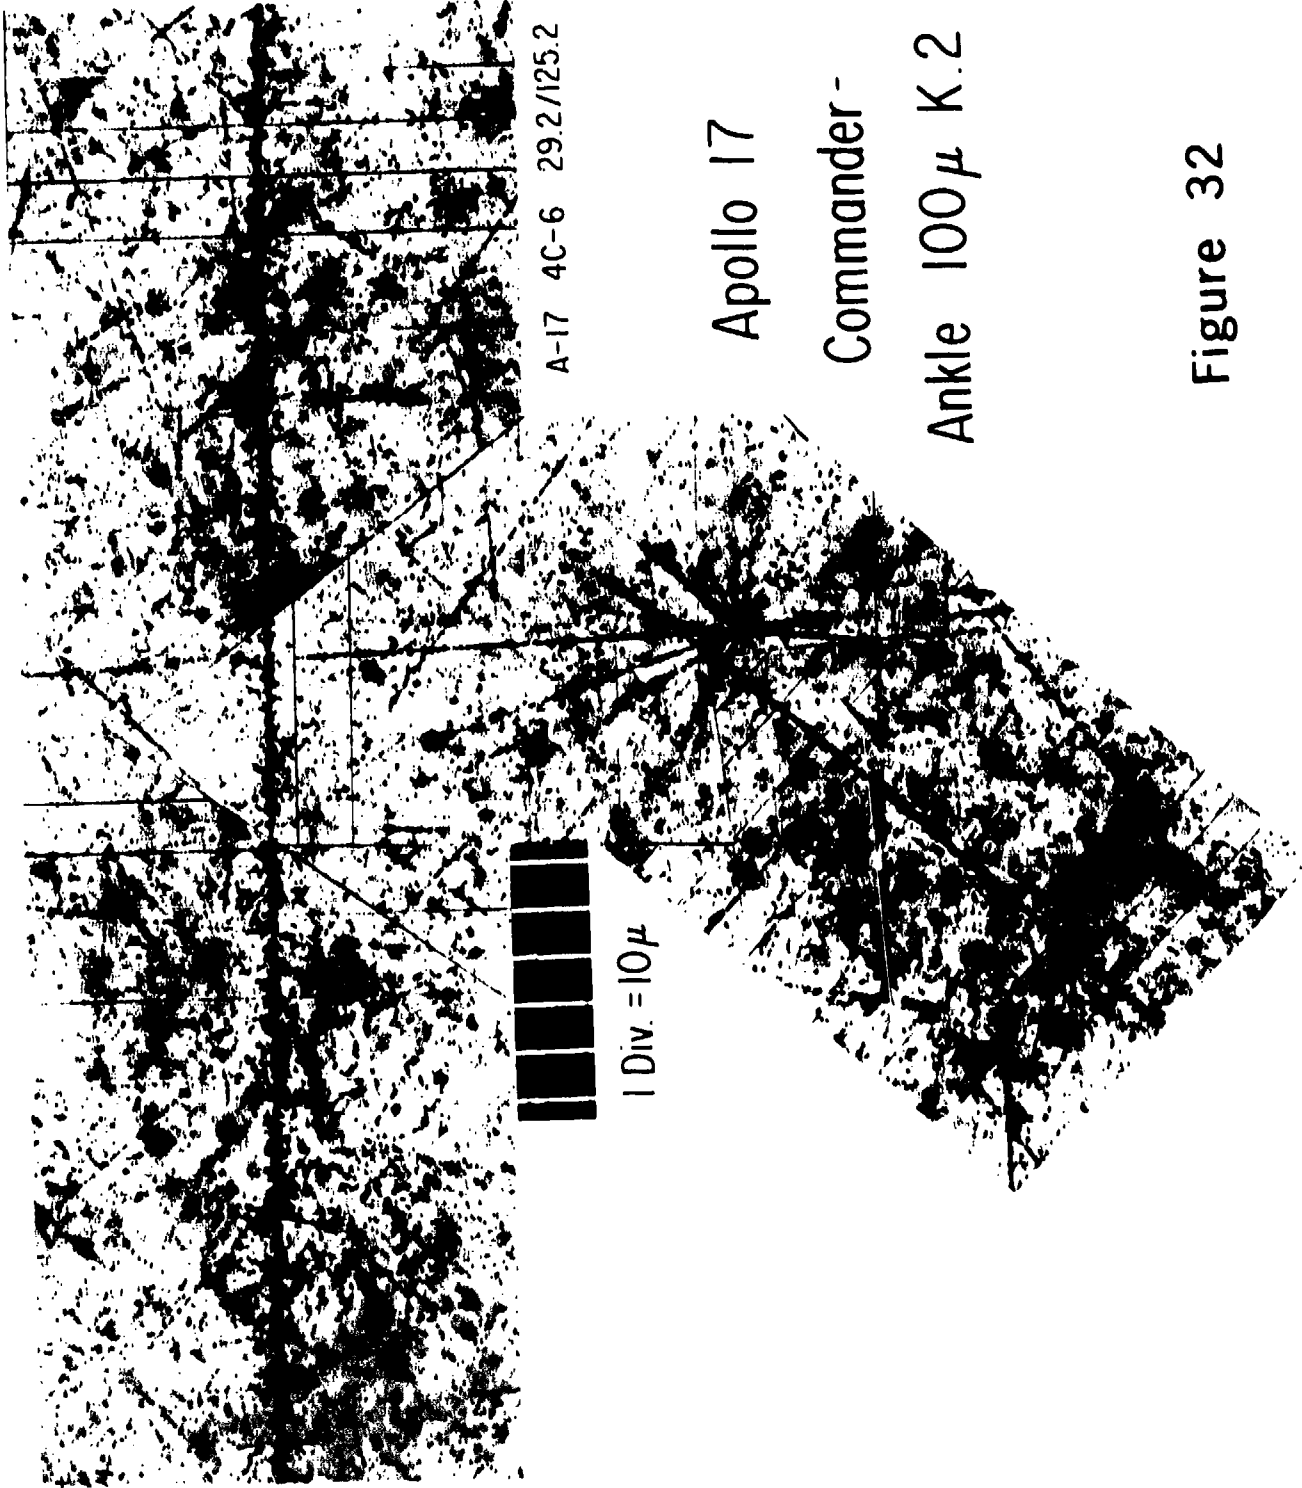 A-17 4C-6 29.2/125.2
1 Div. = 10μ
Apollo 17
Commander-
Ankle 100μ K.2
Figure 32